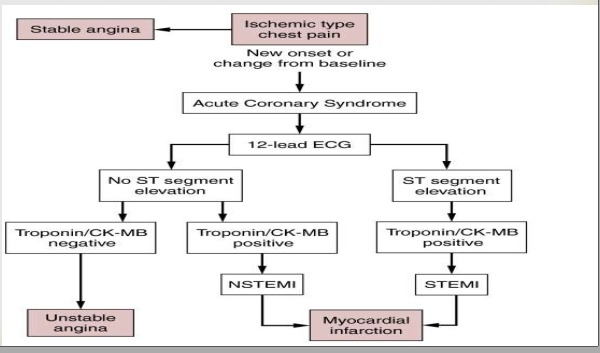 Stable angina
Ischemic type
chest pain
New onset or
change from baseline
Acute Coronary Syndrome
12-lead ECG
No ST segment
elevation
ST segment
elevation
Troponin/CK-MB
negative
Troponin/CK-MB
positive
Troponin/CK-MB
positive
NSTEMI
STEMI
Unstable
angina
Myocardial
infarction